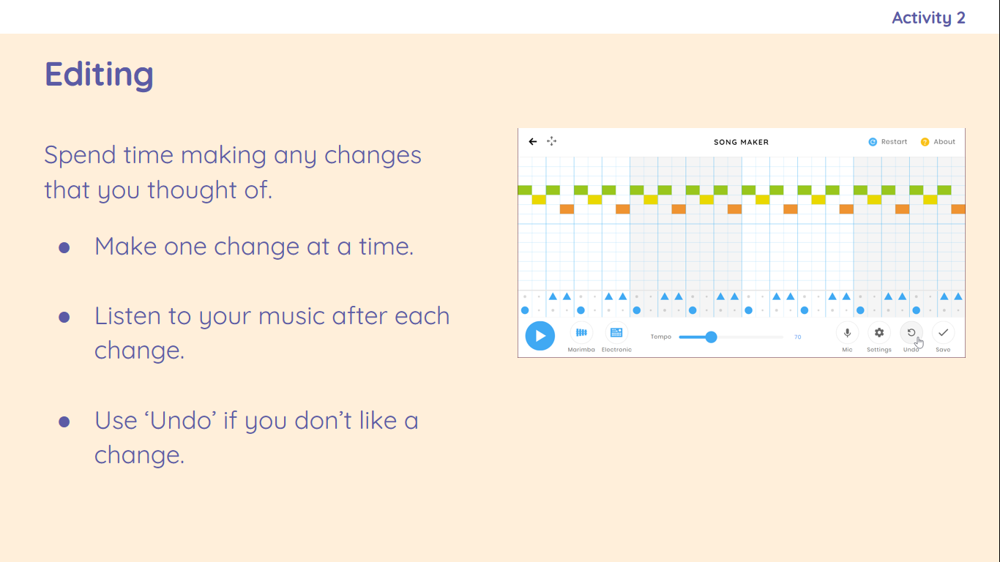 Activity 2
Editing
Spend time making any changes
that you thought of.
● Make one change at a time.
● Listen to your music after each
change.
● Use ‘Undo’ if you don’t like a
change.
SONG MAKER
Restart
About
Tempo
70
Marimba
Electronic
Mic
Settings
Undo
Save